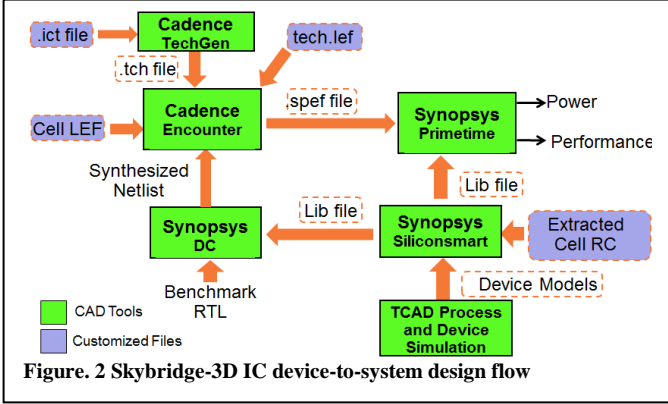 .ict file
Cadence
TechGen
tech.lef
.tch file
Cell LEF
Cadence
Encounter
.spef file
Synopsys
Primetime
Power
Performance
Synthesized
Netlist
Lib file
Lib file
Synopsys
DC
Synopsys
Siliconsmart
Extracted
Cell RC
Benchmark
RTL
Device Models
TCAD Process
and Device
Simulation
CAD Tools
Customized Files
Figure. 2 Skybridge-3D IC device-to-system design flow